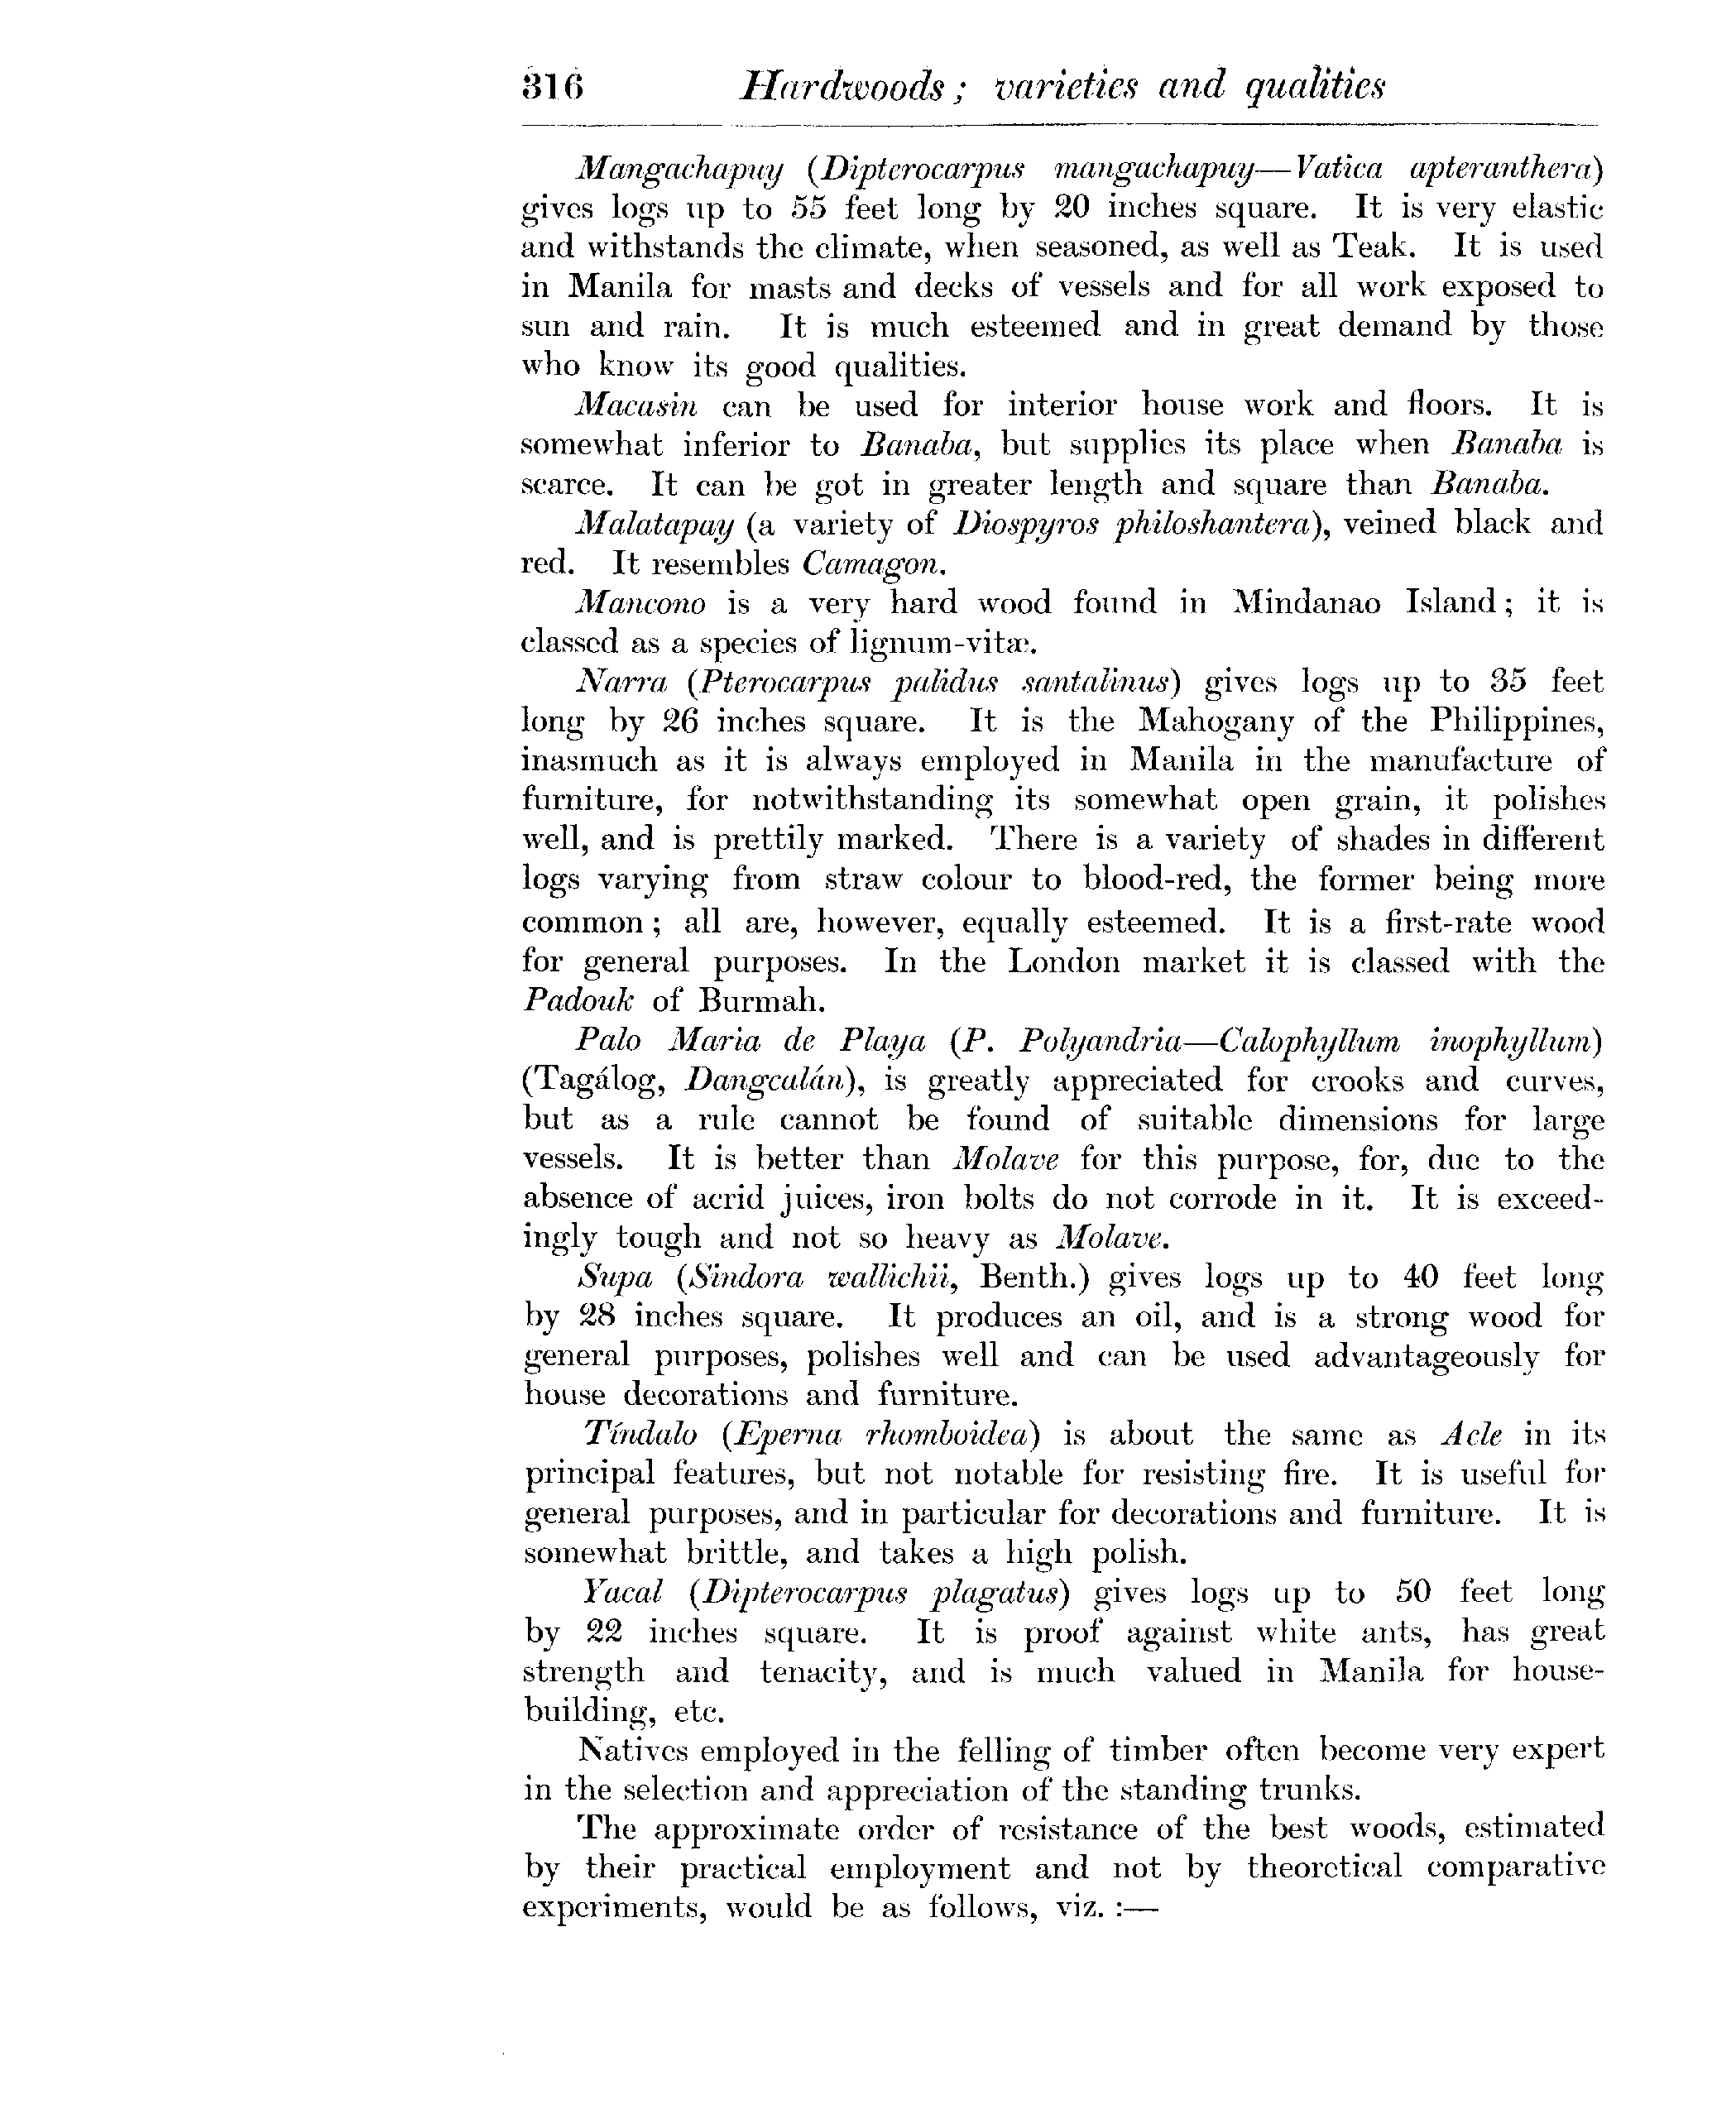 316 Hardwoods; varieties and qualities
Mangachapuy (Dipterocarpus mangachapuy—Vatica apteranthera)
gives logs up to 55 feet long by 20 inches square. It is very elastic
and withstands the climate, when seasoned, as well as Teak. It is used
in Manila for masts and decks of vessels and for all work exposed to
sun and rain. It is much esteemed and in great demand by those
who know its good qualities.
Macasin can be used for interior house work and floors. It is
somewhat inferior to Banaba, but supplies its place when Banaba is
scarce. It can be got in greater length and square than Banaba.
Malatapay (a variety of Diospyros philoshantera), veined black and
red. It resembles Camagon.
Mancono is a very hard wood found in Mindanao Island; it is
classed as a species of lignum-vitæ.
Narra (Pterocarpus palidus santalinus) gives logs up to 35 feet
long by 26 inches square. It is the Mahogany of the Philippines,
inasmuch as it is always employed in Manila in the manufacture of
furniture, for notwithstanding its somewhat open grain, it polishes
well, and is prettily marked. There is a variety of shades in different
logs varying from straw colour to blood-red, the former being more
common; all are, however, equally esteemed. It is a first-rate wood
for general purposes. In the London market it is classed with the
Padouk of Burmah.
Palo Maria de Playa (P. Polyandria—Calophyllum inophyllum)
(Tagálog, Dangcalán), is greatly appreciated for crooks and curves,
but as a rule cannot be found of suitable dimensions for large
vessels. It is better than Molave for this purpose, for, due to the
absence of acrid juices, iron bolts do not corrode in it. It is exceed-
ingly tough and not so heavy as Molave.
Supa (Sindora wallichii, Benth.) gives logs up to 40 feet long
by 28 inches square. It produces an oil, and is a strong wood for
general purposes, polishes well and can be used advantageously for
house decorations and furniture.
Tíndalo (Eperna rhomboidea) is about the same as Acle in its
principal features, but not notable for resisting fire. It is useful for
general purposes, and in particular for decorations and furniture. It is
somewhat brittle, and takes a high polish.
Yacal (Dipterocarpus plagatus) gives logs up to 50 feet long
by 22 inches square. It is proof against white ants, has great
strength and tenacity, and is much valued in Manila for house-
building, etc.
Natives employed in the felling of timber often become very expert
in the selection and appreciation of the standing trunks.
The approximate order of resistance of the best woods, estimated
by their practical employment and not by theoretical comparative
experiments, would be as follows, viz. :—